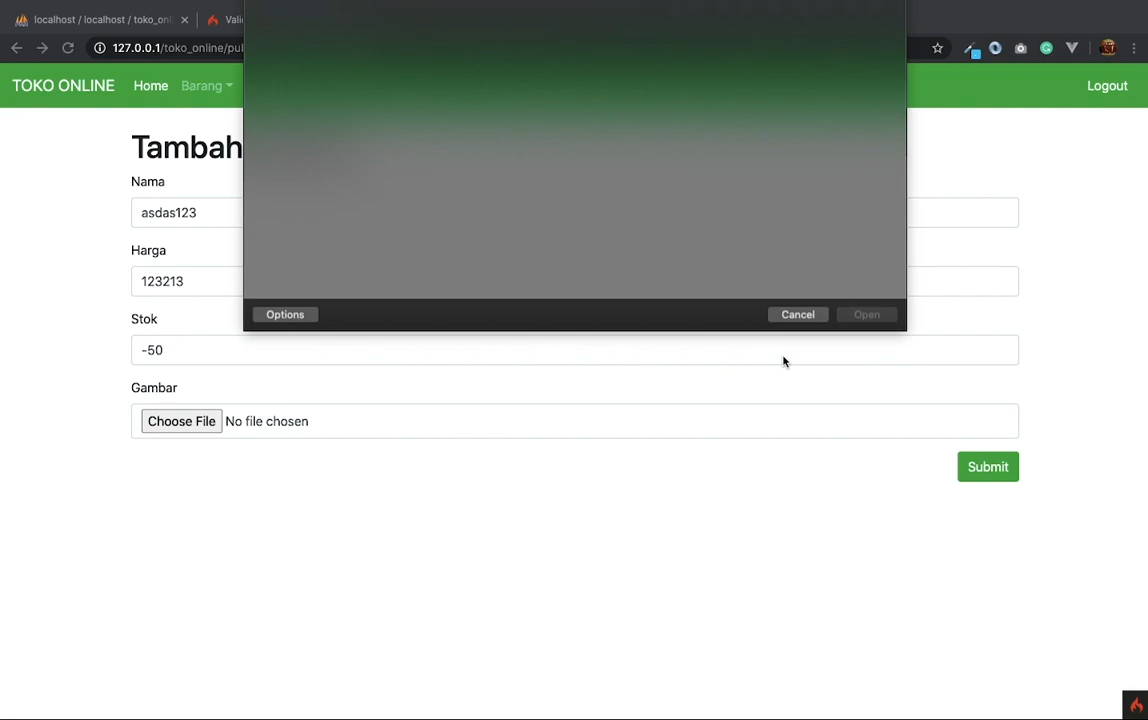 localhost / localhost / toko_onl
Vali
127.0.0.1/toko_online/pul
TOKO ONLINE
Home
Barang
Logout
Tambah
Nama
asdas123
Harga
123213
Options
Cancel
Open
Stok
-50
Gambar
Choose File No file chosen
Submit